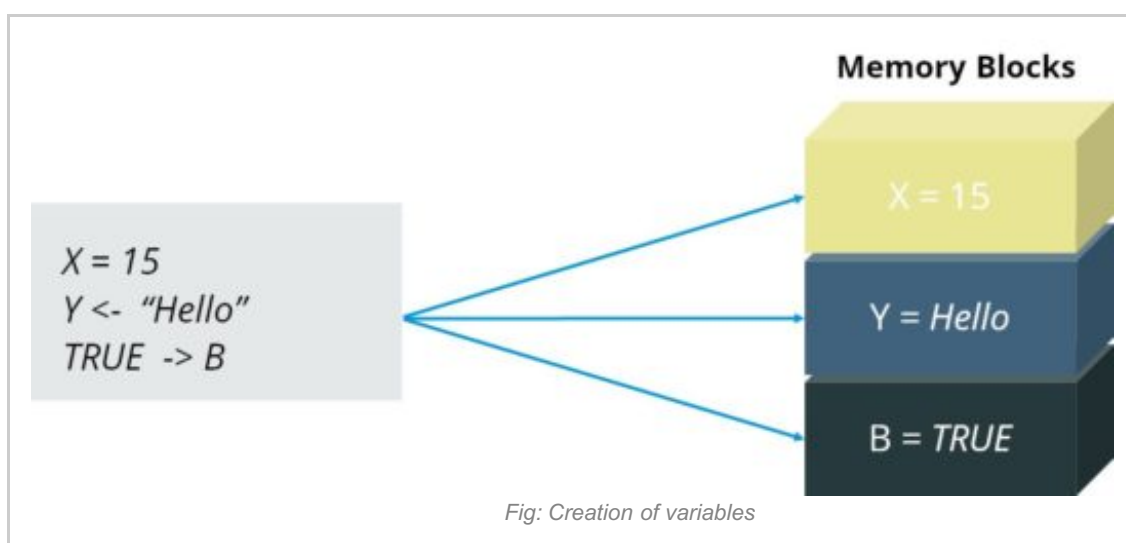 Memory Blocks
X = 15
Y <- “Hello”
TRUE -> B
X = 15
Y = Hello
B = TRUE
Fig: Creation of variables